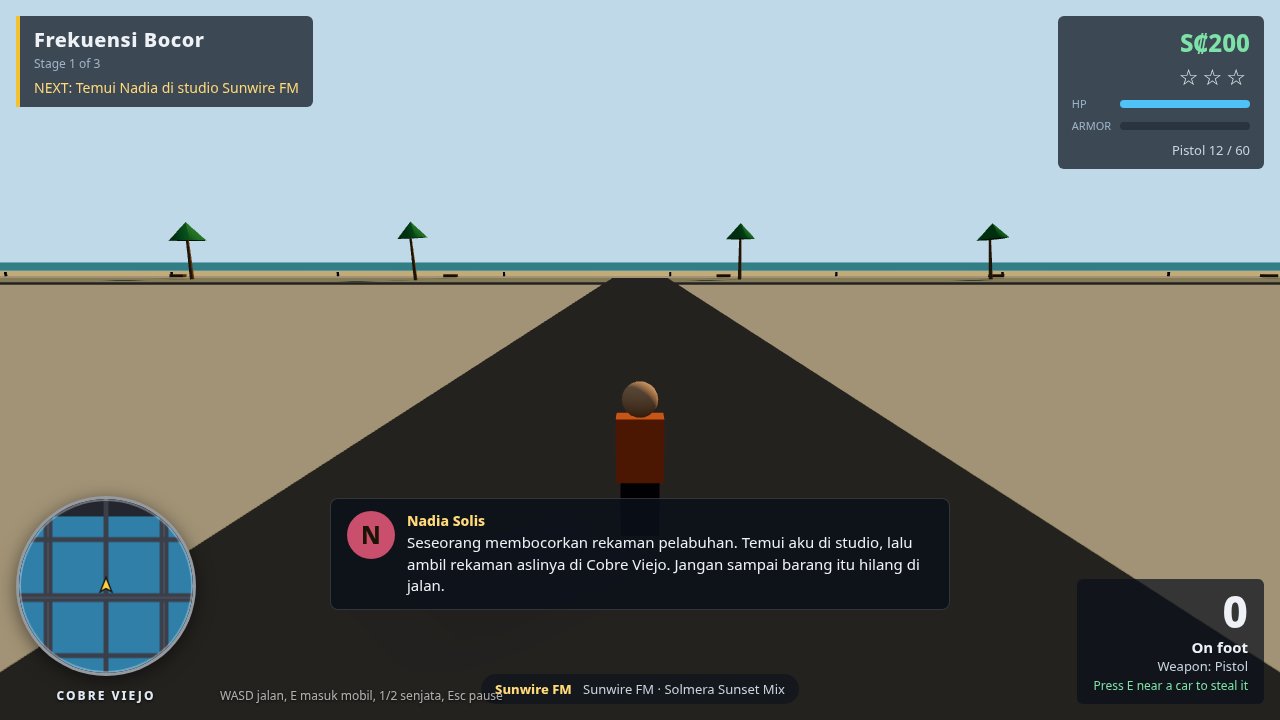 Frekuensi Bocor
Stage 1 of 3
NEXT: Temui Nadia di studio Sunwire FM
S₡200
☆☆☆
HP
ARMOR
Pistol 12 / 60
N
Nadia Solis
Seseorang membocorkan rekaman pelabuhan. Temui aku di studio, lalu
ambil rekaman aslinya di Cobre Viejo. Jangan sampai barang itu hilang di
jalan.
0
On foot
Weapon: Pistol
Press E near a car to steal it
COBRE VIEJO
WASD jalan, E masuk mobil, 1/2 senjata, Esc pause
Sunwire FM Sunwire FM · Solmera Sunset Mix